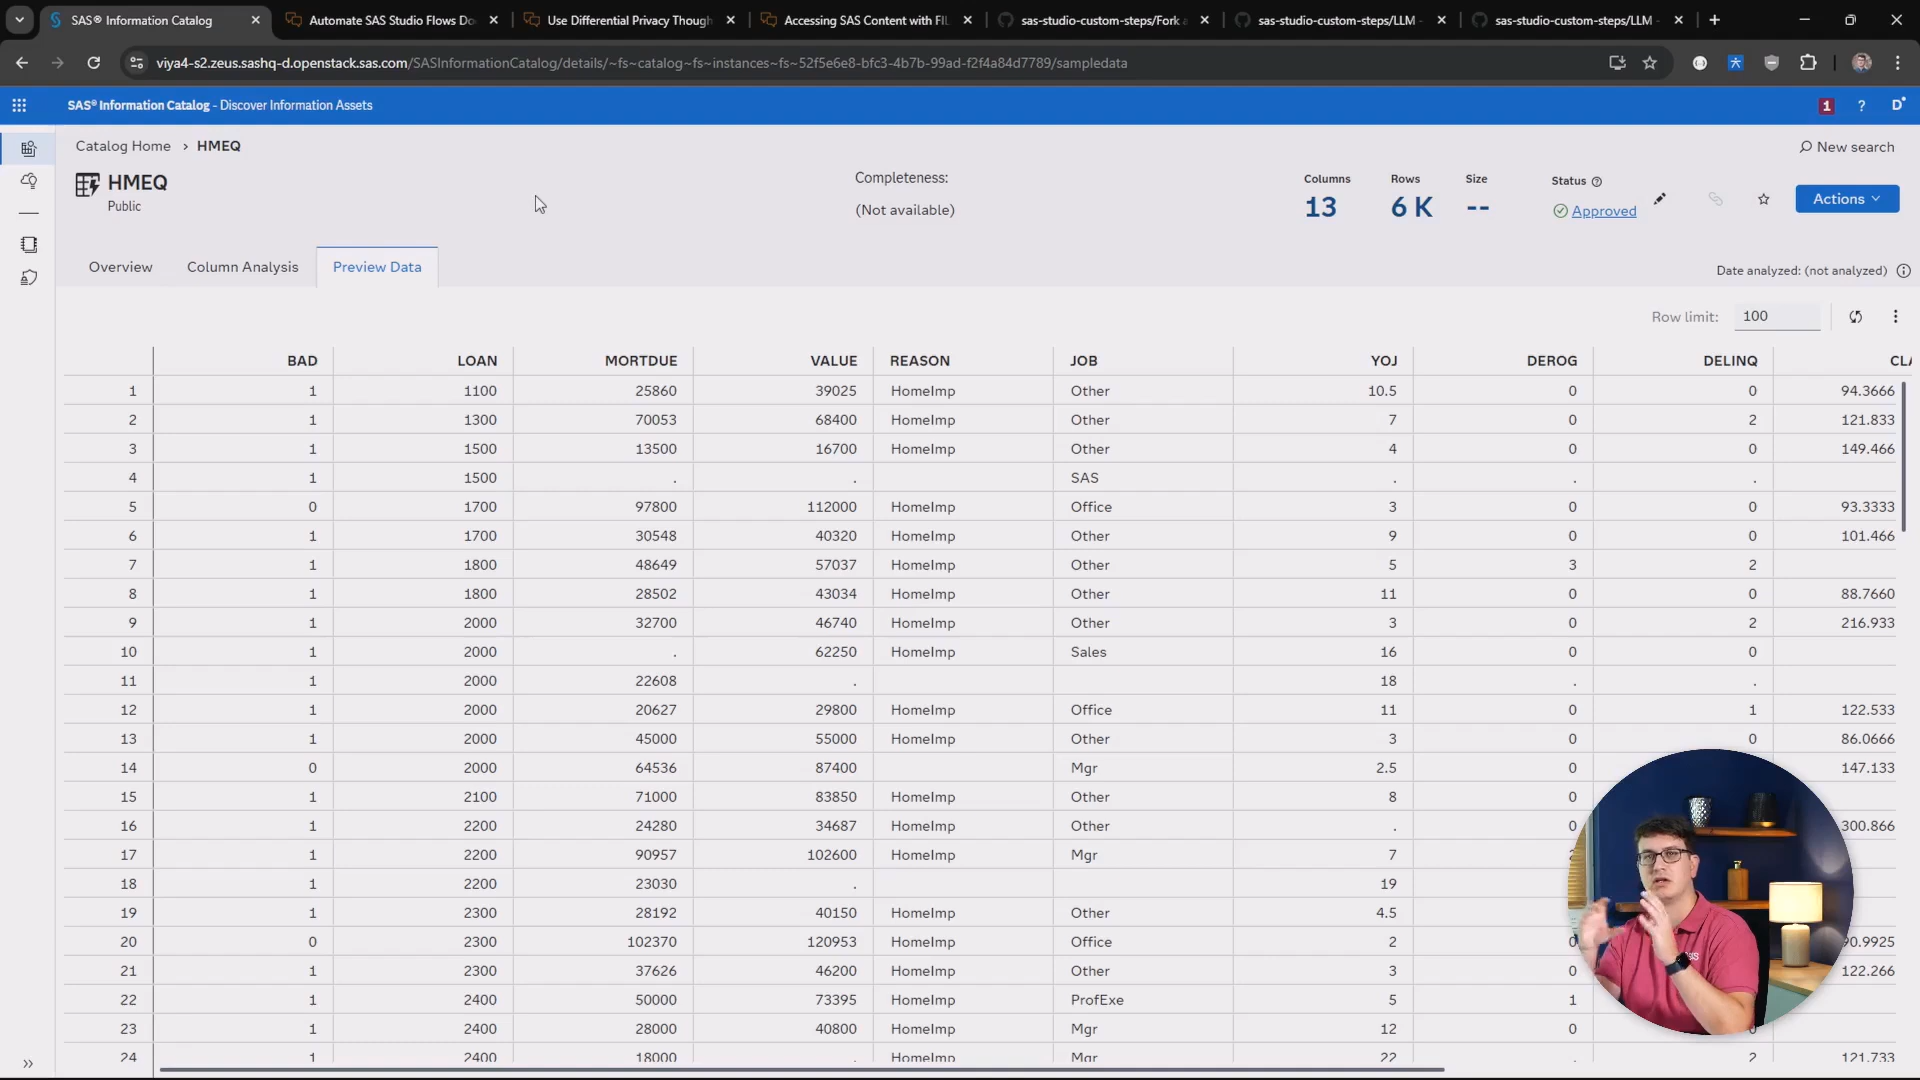 SAS® Information Catalog
Automate SAS Studio Flows Do
Use Differential Privacy Though
Accessing SAS Content with FIL
sas-studio-custom-steps/Fork a
sas-studio-custom-steps/LLM -
sas-studio-custom-steps/LLM -
viya4-s2.zeus.sashq-d.openstack.sas.com/SASInformationCatalog/details/~fs~catalog~fs~instances~fs~52f5e6e8-bfc3-4b7b-99ad-f2f4a84d7789/sampledata
SAS® Information Catalog - Discover Information Assets 1 ? D
Catalog Home › HMEQ New search
HMEQ
Public
Completeness:
(Not available)
Columns Rows Size Status
13 6 K -- Approved
Actions
Overview Column Analysis Preview Data Date analyzed: (not analyzed)
Row limit: 100
BAD LOAN MORTDUE VALUE REASON JOB YOJ DEROG DELINQ CLA
1 1 1100 25860 39025 HomeImp Other 10.5 0 0 94.3666
2 1 1300 70053 68400 HomeImp Other 7 0 2 121.833
3 1 1500 13500 16700 HomeImp Other 4 0 0 149.466
4 1 1500 . . SAS . . .
5 0 1700 97800 112000 HomeImp Office 3 0 0 93.3333
6 1 1700 30548 40320 HomeImp Other 9 0 0 101.466
7 1 1800 48649 57037 HomeImp Other 5 3 2
8 1 1800 28502 43034 HomeImp Other 11 0 0 88.7660
9 1 2000 32700 46740 HomeImp Other 3 0 2 216.933
10 1 2000 . 62250 HomeImp Sales 16 0 0
11 1 2000 22608 . 18 . .
12 1 2000 20627 29800 HomeImp Office 11 0 1 122.533
13 1 2000 45000 55000 HomeImp Other 3 0 0 86.0666
14 0 2000 64536 87400 Mgr 2.5 0 147.133
15 1 2100 71000 83850 HomeImp Other 8 0
16 1 2200 24280 34687 HomeImp Other . 0 300.866
17 1 2200 90957 102600 HomeImp Mgr 7
18 1 2200 23030 . 19
19 1 2300 28192 40150 HomeImp Other 4.5
20 0 2300 102370 120953 HomeImp Office 2 0 90.9925
21 1 2300 37626 46200 HomeImp Other 3 0 122.266
22 1 2400 50000 73395 HomeImp ProfExe 5 1
23 1 2400 28000 40800 HomeImp Mgr 12 0 0
24 1 2400 18000 . HomeImp Mgr 22 . 2 121.733